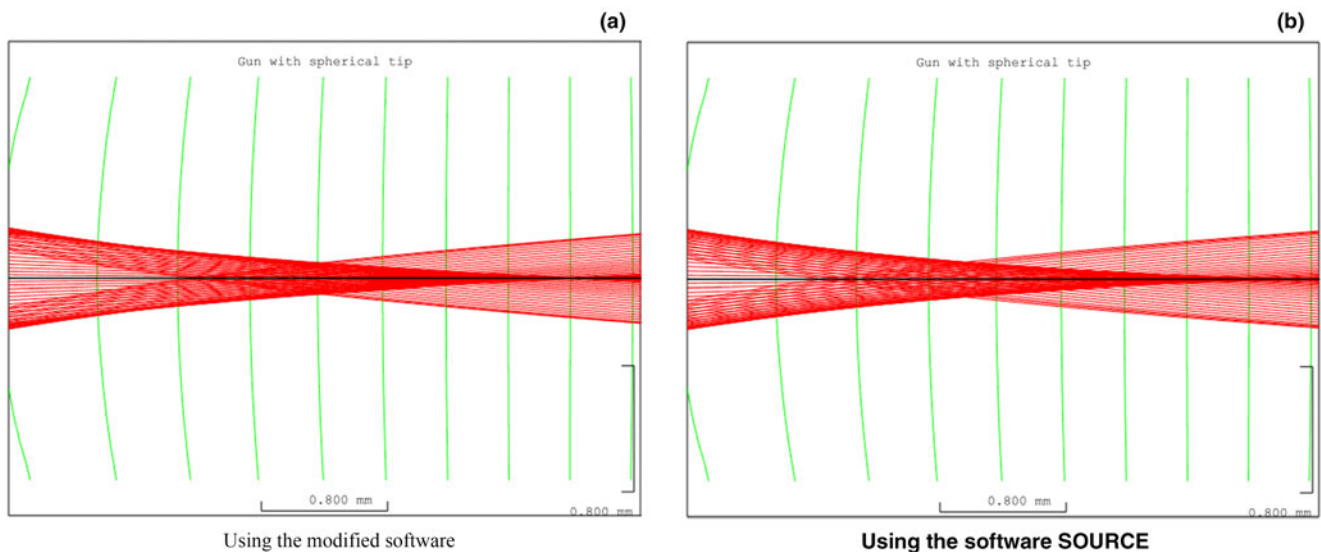 (a)
Gun with spherical tip
0.800 mm
0.800 mm
Using the modified software
(b)
Gun with spherical tip
0.800 mm
0.800 mm
Using the software SOURCE